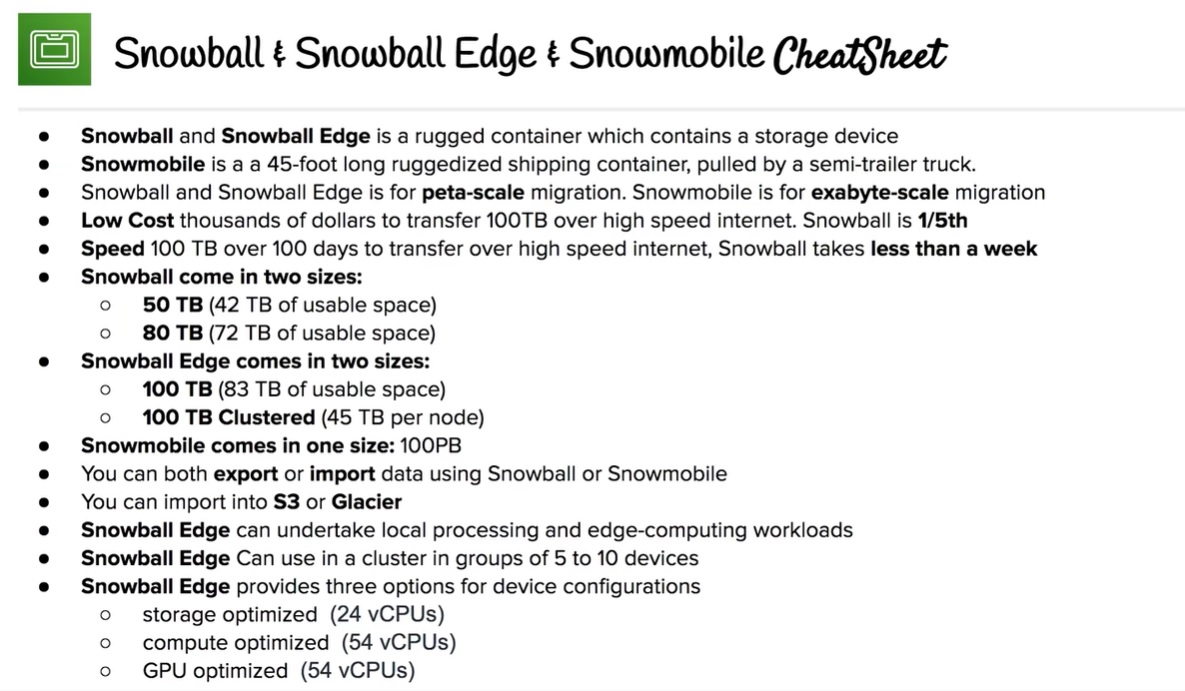 Snowball & Snowball Edge & Snowmobile CheatSheet
● Snowball and Snowball Edge is a rugged container which contains a storage device
● Snowmobile is a a 45-foot long ruggedized shipping container, pulled by a semi-trailer truck.
● Snowball and Snowball Edge is for peta-scale migration. Snowmobile is for exabyte-scale migration
● Low Cost thousands of dollars to transfer 100TB over high speed internet. Snowball is 1/5th
● Speed 100 TB over 100 days to transfer over high speed internet, Snowball takes less than a week
● Snowball come in two sizes:
○ 50 TB (42 TB of usable space)
○ 80 TB (72 TB of usable space)
● Snowball Edge comes in two sizes:
○ 100 TB (83 TB of usable space)
○ 100 TB Clustered (45 TB per node)
● Snowmobile comes in one size: 100PB
● You can both export or import data using Snowball or Snowmobile
● You can import into S3 or Glacier
● Snowball Edge can undertake local processing and edge-computing workloads
● Snowball Edge Can use in a cluster in groups of 5 to 10 devices
● Snowball Edge provides three options for device configurations
○ storage optimized (24 vCPUs)
○ compute optimized (54 vCPUs)
○ GPU optimized (54 vCPUs)